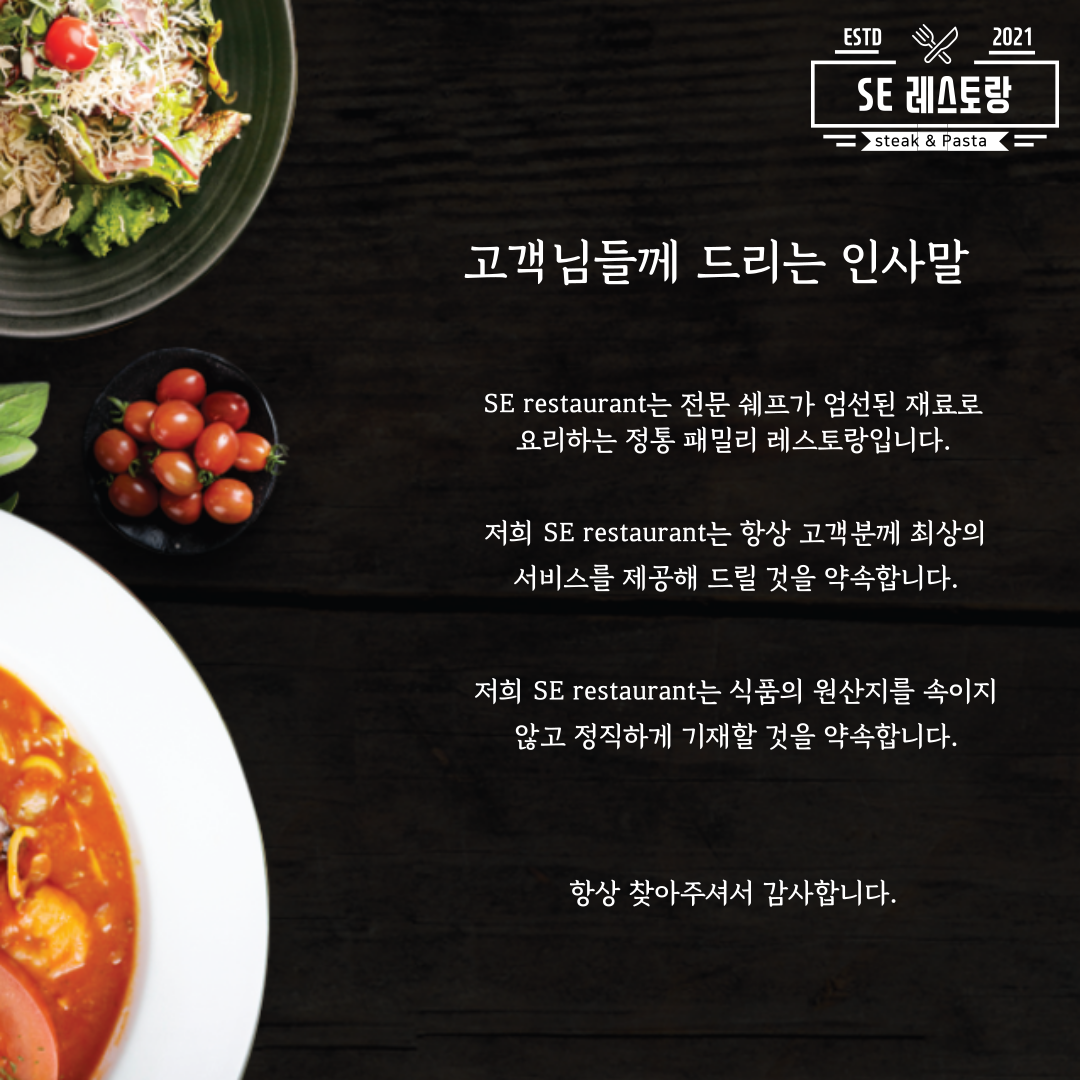 ESTD 2021
SE 레스토랑
steak & Pasta
고객님들께 드리는 인사말
SE restaurant는 전문 쉐프가 엄선된 재료로
요리하는 정통 패밀리 레스토랑입니다.
저희 SE restaurant는 항상 고객분께 최상의
서비스를 제공해 드릴 것을 약속합니다.
저희 SE restaurant는 식품의 원산지를 속이지
않고 정직하게 기재할 것을 약속합니다.
항상 찾아주셔서 감사합니다.